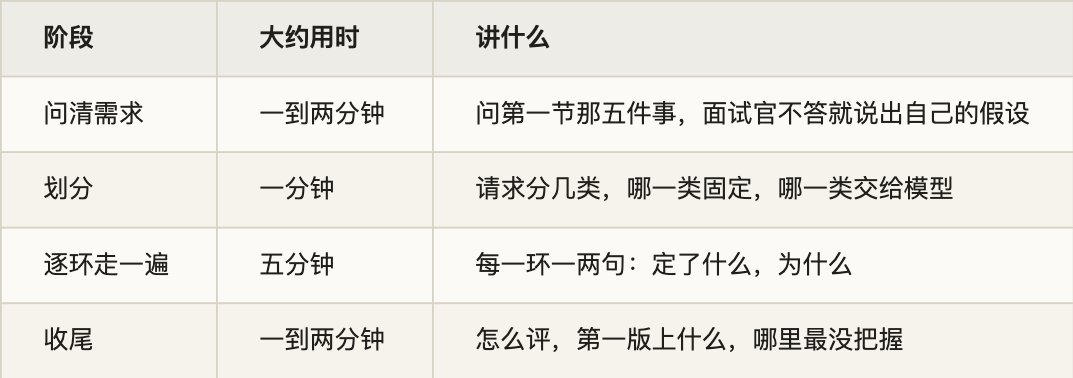 阶段 大约用时 讲什么
问清需求 一到两分钟 问第一节那五件事，面试官不答就说出自己的假设
划分 一分钟 请求分几类，哪一类固定，哪一类交给模型
逐环走一遍 五分钟 每一环一两句：定了什么，为什么
收尾 一到两分钟 怎么评，第一版上什么，哪里最没把握